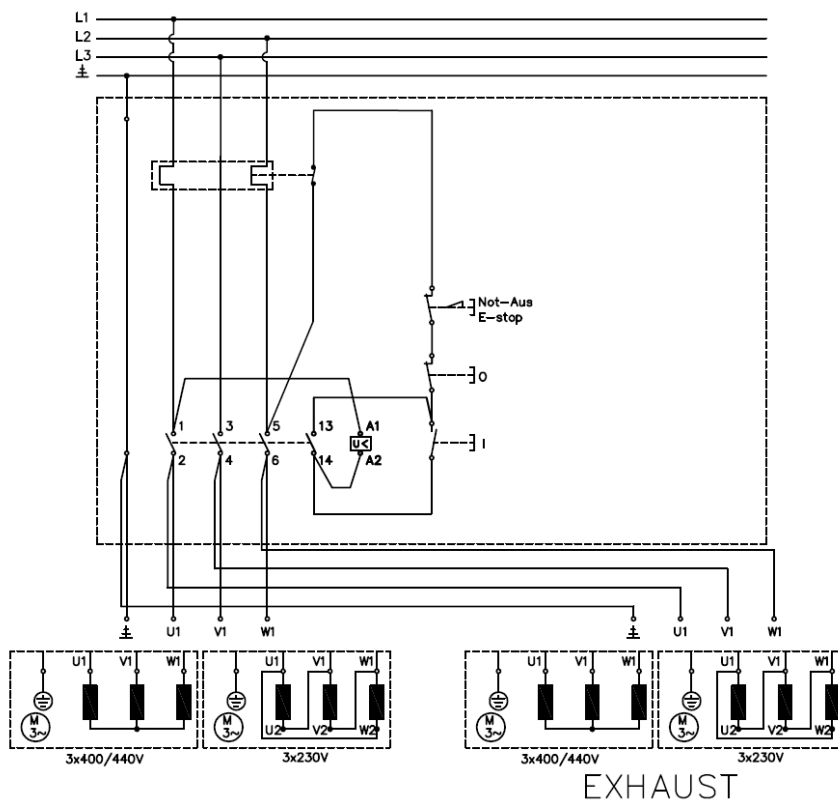 L1
L2
L3
Not-Aus
E-stop
O
1 3 5 13 A1
U<
I
2 4 6 14 A2
U1 V1 W1 U1 V1 W1
U1 V1 W1 U1 V1 W1 U1 V1 W1 U1 V1 W1
M
3~
M
3~
M
3~
M
3~
U2 V2 W2 U2 V2 W2
3x400/440V 3x230V 3x400/440V 3x230V
EXHAUST